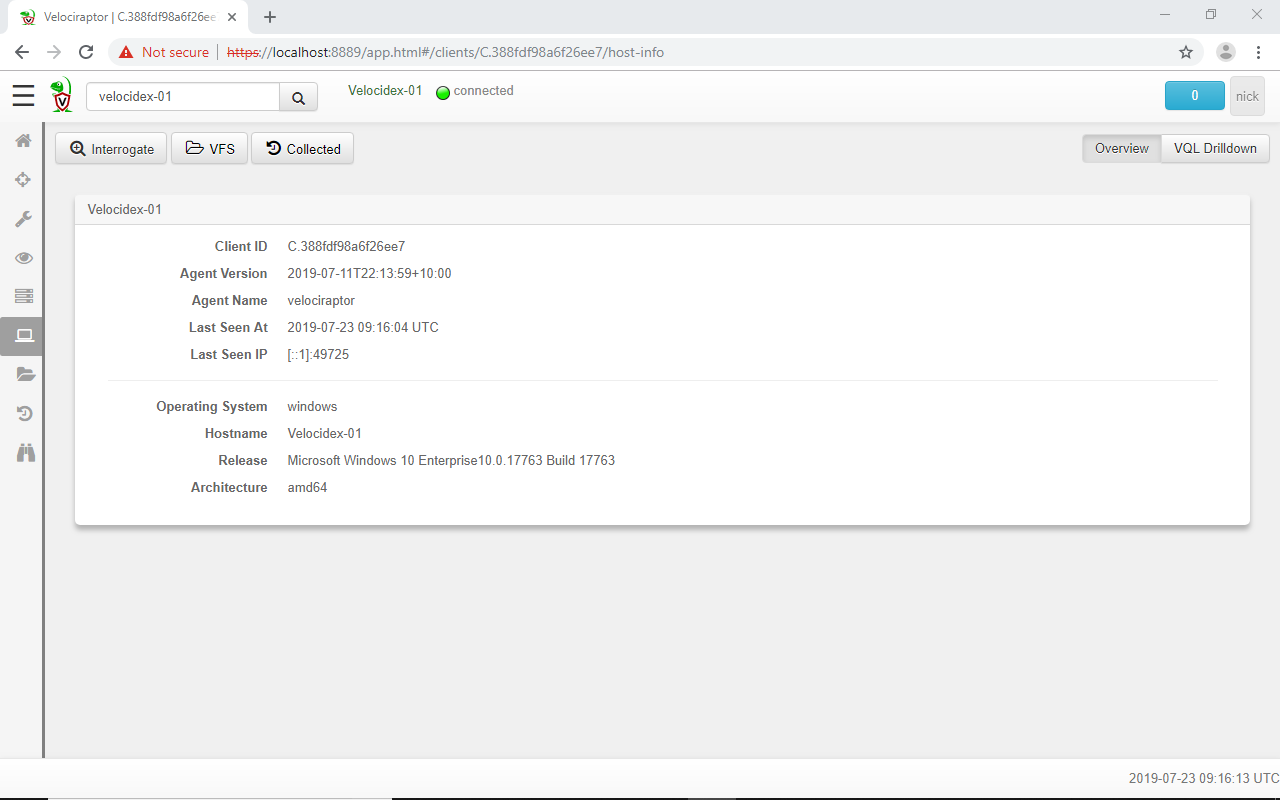 Velociraptor | C.388fdf98a6f26ee
Not secure https://localhost:8889/app.html#/clients/C.388fdf98a6f26ee7/host-info
V velocidex-01 Velocidex-01 connected 0 nick
Interrogate VFS Collected Overview VQL Drilldown
Velocidex-01
Client ID C.388fdf98a6f26ee7
Agent Version 2019-07-11T22:13:59+10:00
Agent Name velociraptor
Last Seen At 2019-07-23 09:16:04 UTC
Last Seen IP [::1]:49725
Operating System windows
Hostname Velocidex-01
Release Microsoft Windows 10 Enterprise10.0.17763 Build 17763
Architecture amd64
2019-07-23 09:16:13 UTC